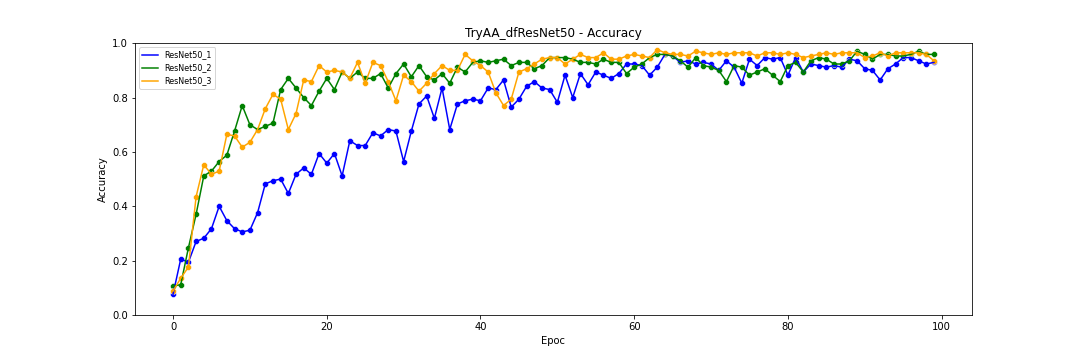 TryAA_dfResNet50 - Accuracy
ResNet50_1
ResNet50_2
ResNet50_3
1.0
0.8
0.6
0.4
0.2
0.0
Accuracy
0 20 40 60 80 100
Epoc